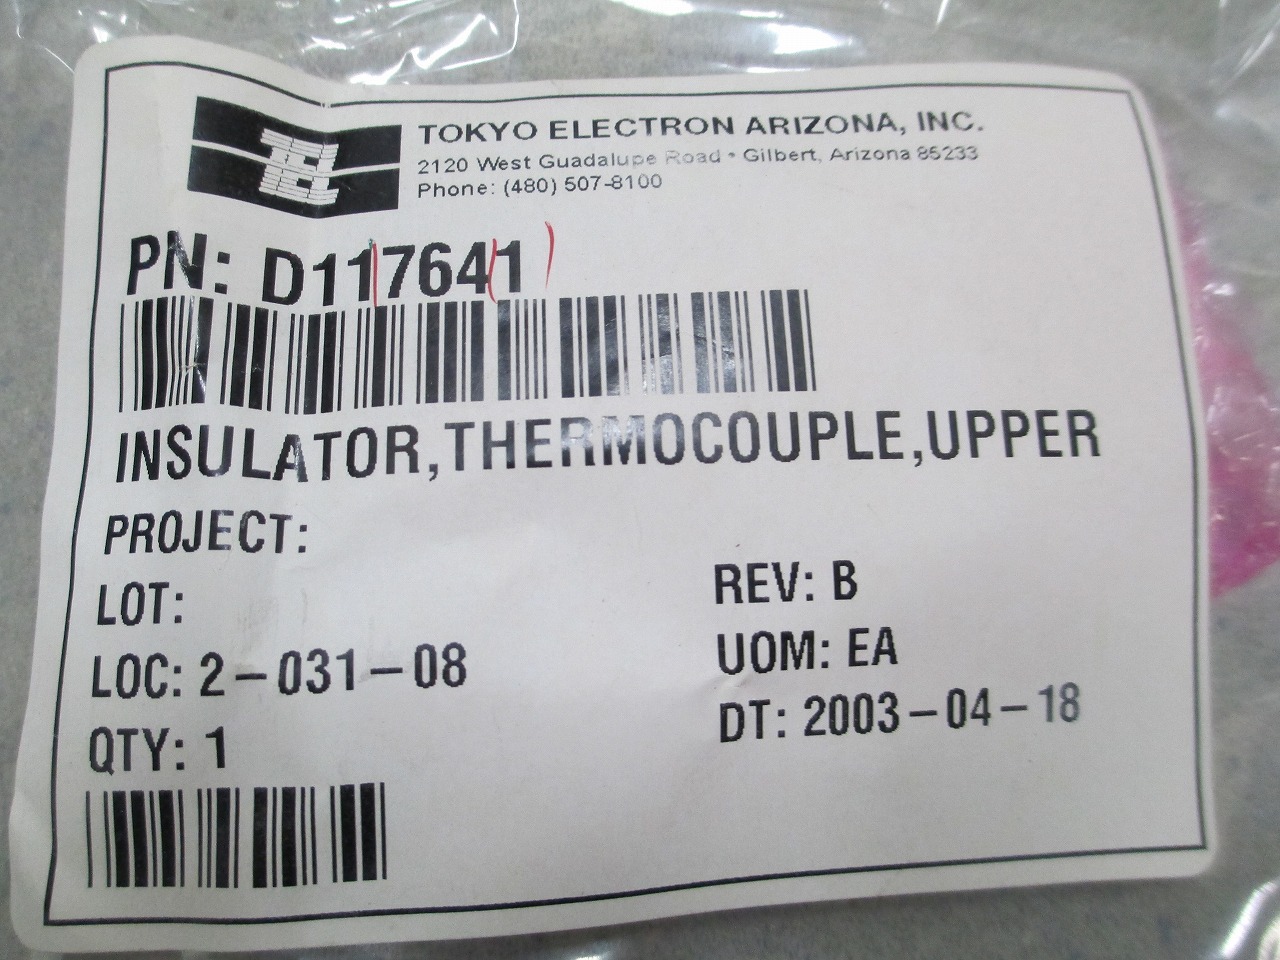 TEL
TOKYO ELECTRON ARIZONA, INC.
2120 West Guadalupe Road • Gilbert, Arizona 85233
Phone: (480) 507-8100
PN: D117641
INSULATOR,THERMOCOUPLE,UPPER
PROJECT:
LOT:
REV: B
LOC: 2-031-08
UOM: EA
QTY: 1
DT: 2003-04-18